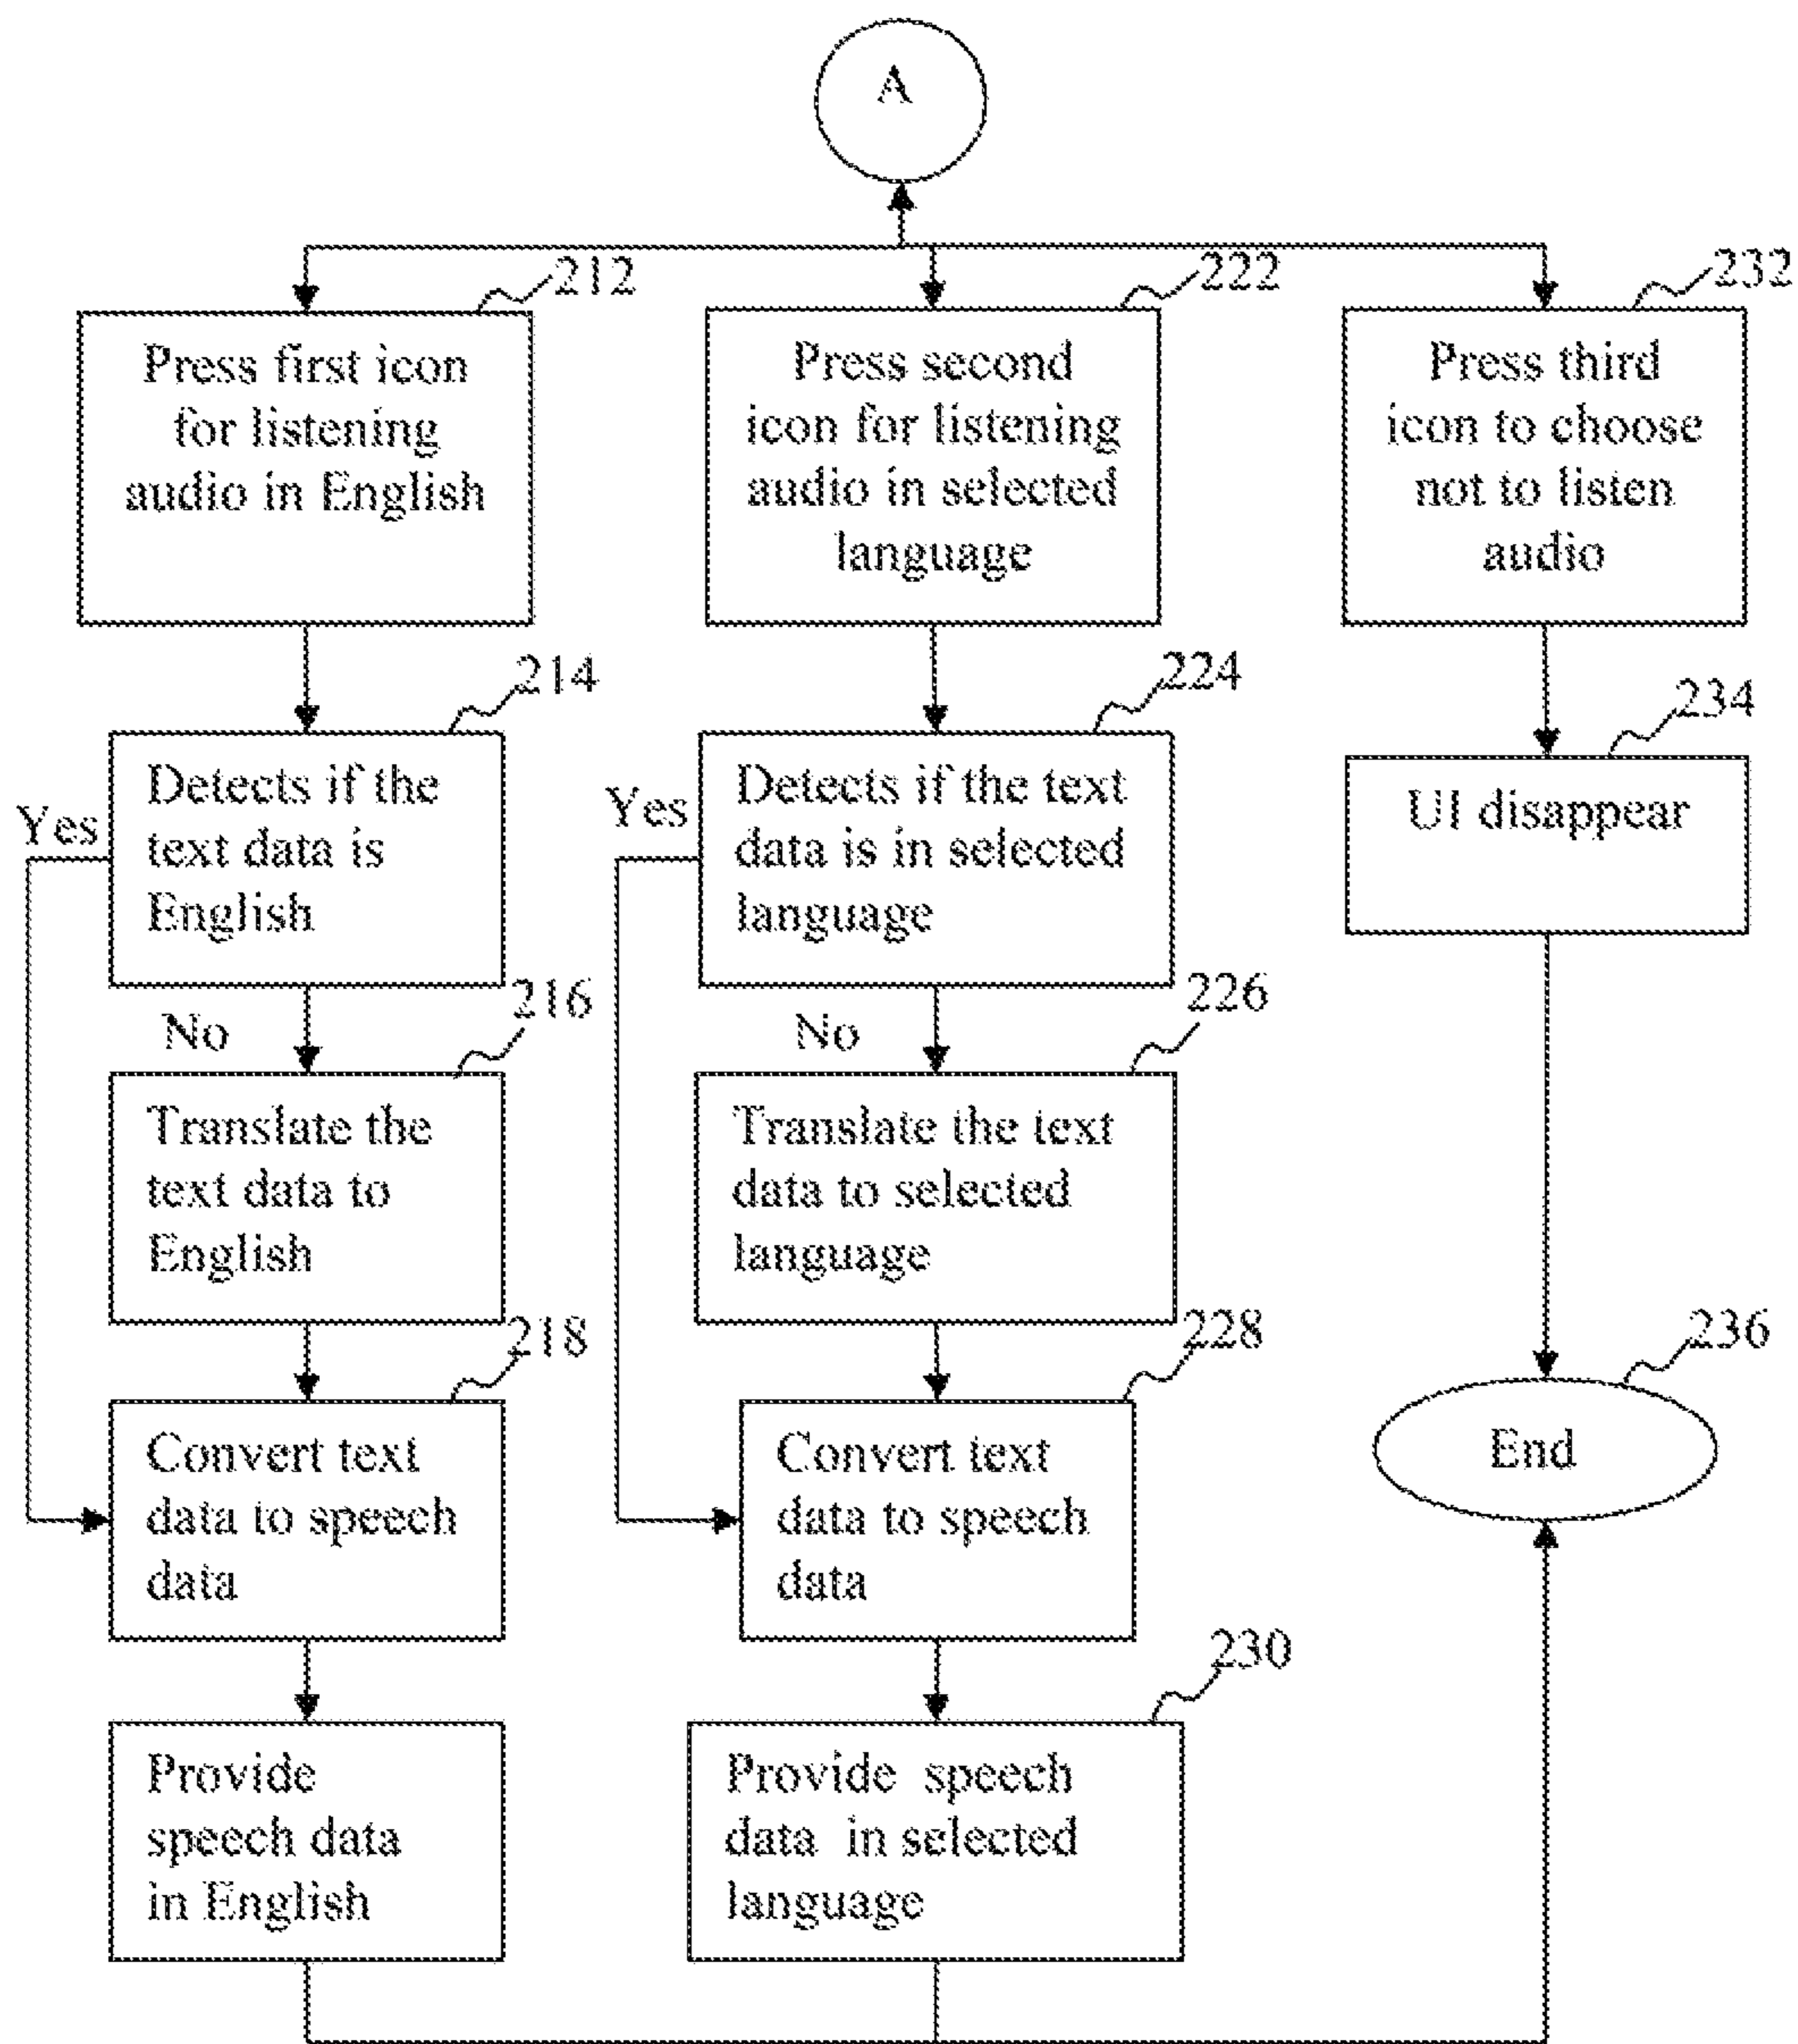 A
212
Press first icon
for listening
audio in English
222
Press second
icon for listening
audio in selected
language
232
Press third
icon to choose
not to listen
audio
214
Detects if the
text data is
English
Yes
No
224
Detects if the text
data is in selected
language
Yes
No
234
UI disappear
216
Translate the
text data to
English
226
Translate the text
data to selected
language
218
Convert text
data to speech
data
228
Convert text
data to speech
data
236
End
Provide
speech data
in English
230
Provide speech
data in selected
language